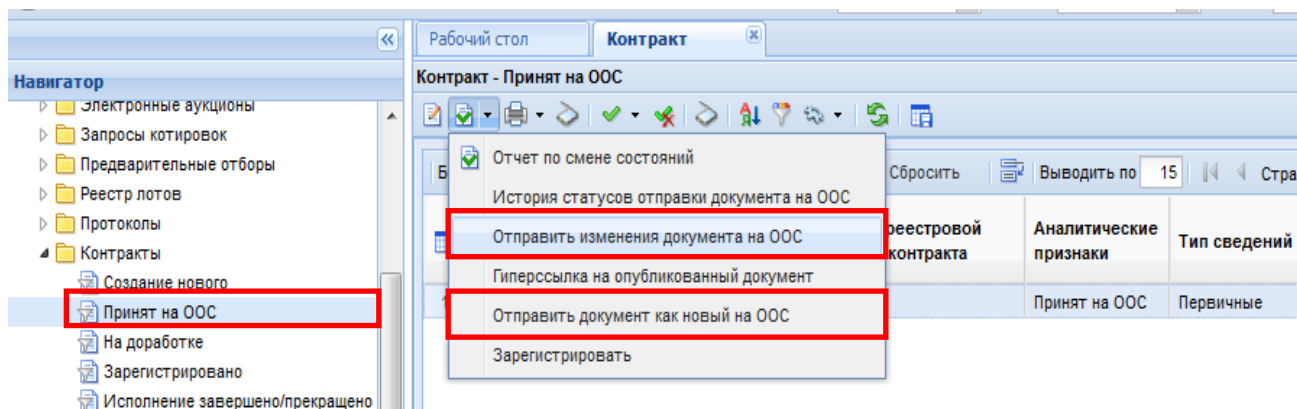 Рабочий стол
Контракт
Навигатор
Контракт - Принят на ООС
Электронные аукционы
Запросы котировок
Предварительные отборы
Реестр лотов
Протоколы
Контракты
Создание нового
Принят на ООС
На доработке
Зарегистрировано
Исполнение завершено/прекращено
Отчет по смене состояний
История статусов отправки документа на ООС
Отправить изменения документа на ООС
Гиперссылка на опубликованный документ
Отправить документ как новый на ООС
Зарегистрировать
Сбросить
Выводить по 15
реестровой контракта
Аналитические признаки
Тип сведений
Принят на ООС
Первичные